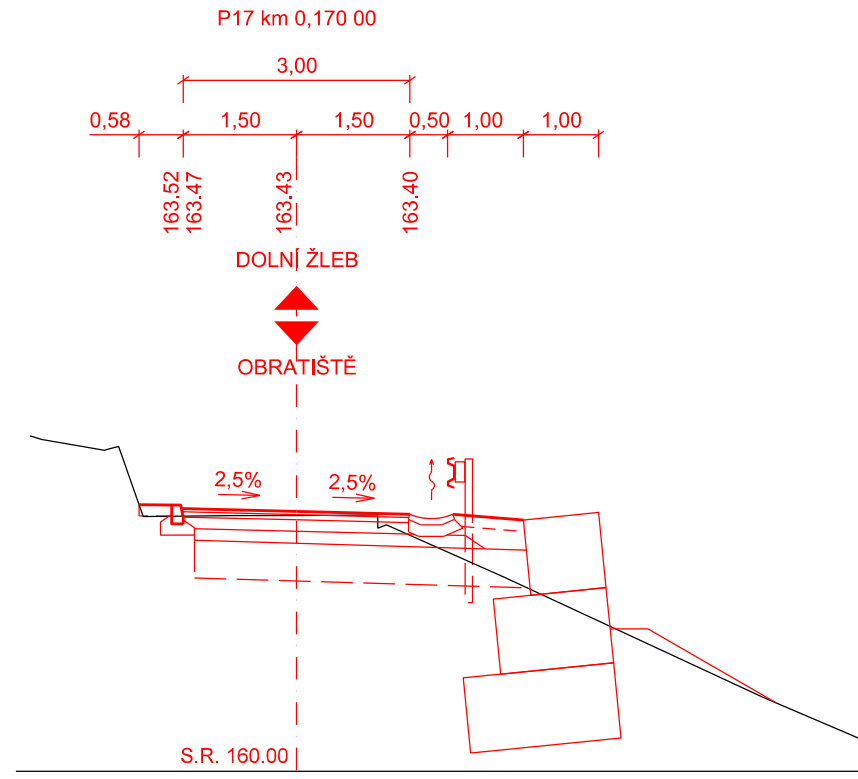 P17 km 0,170 00
3,00
0,58 1,50 1,50 0,50 1,00 1,00
163.52
163.47
163.43
163.40
DOLNÍ ŽLEB
OBRATIŠTĚ
2,5% 2,5%
S.R. 160.00